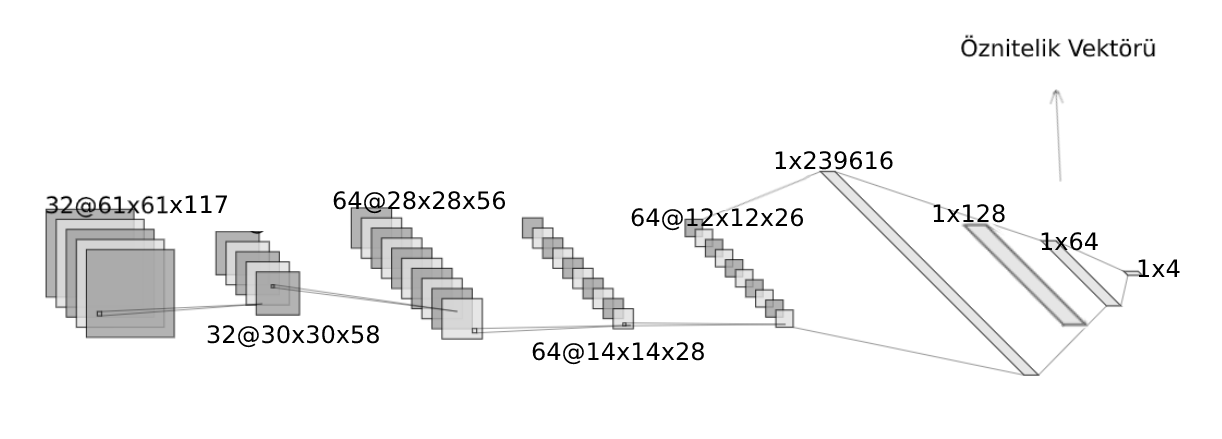 Öznitelik Vektörü
1x239616
32@61x61x117
64@28x28x56
64@12x12x26
1x128
1x64
1x4
32@30x30x58
64@14x14x28